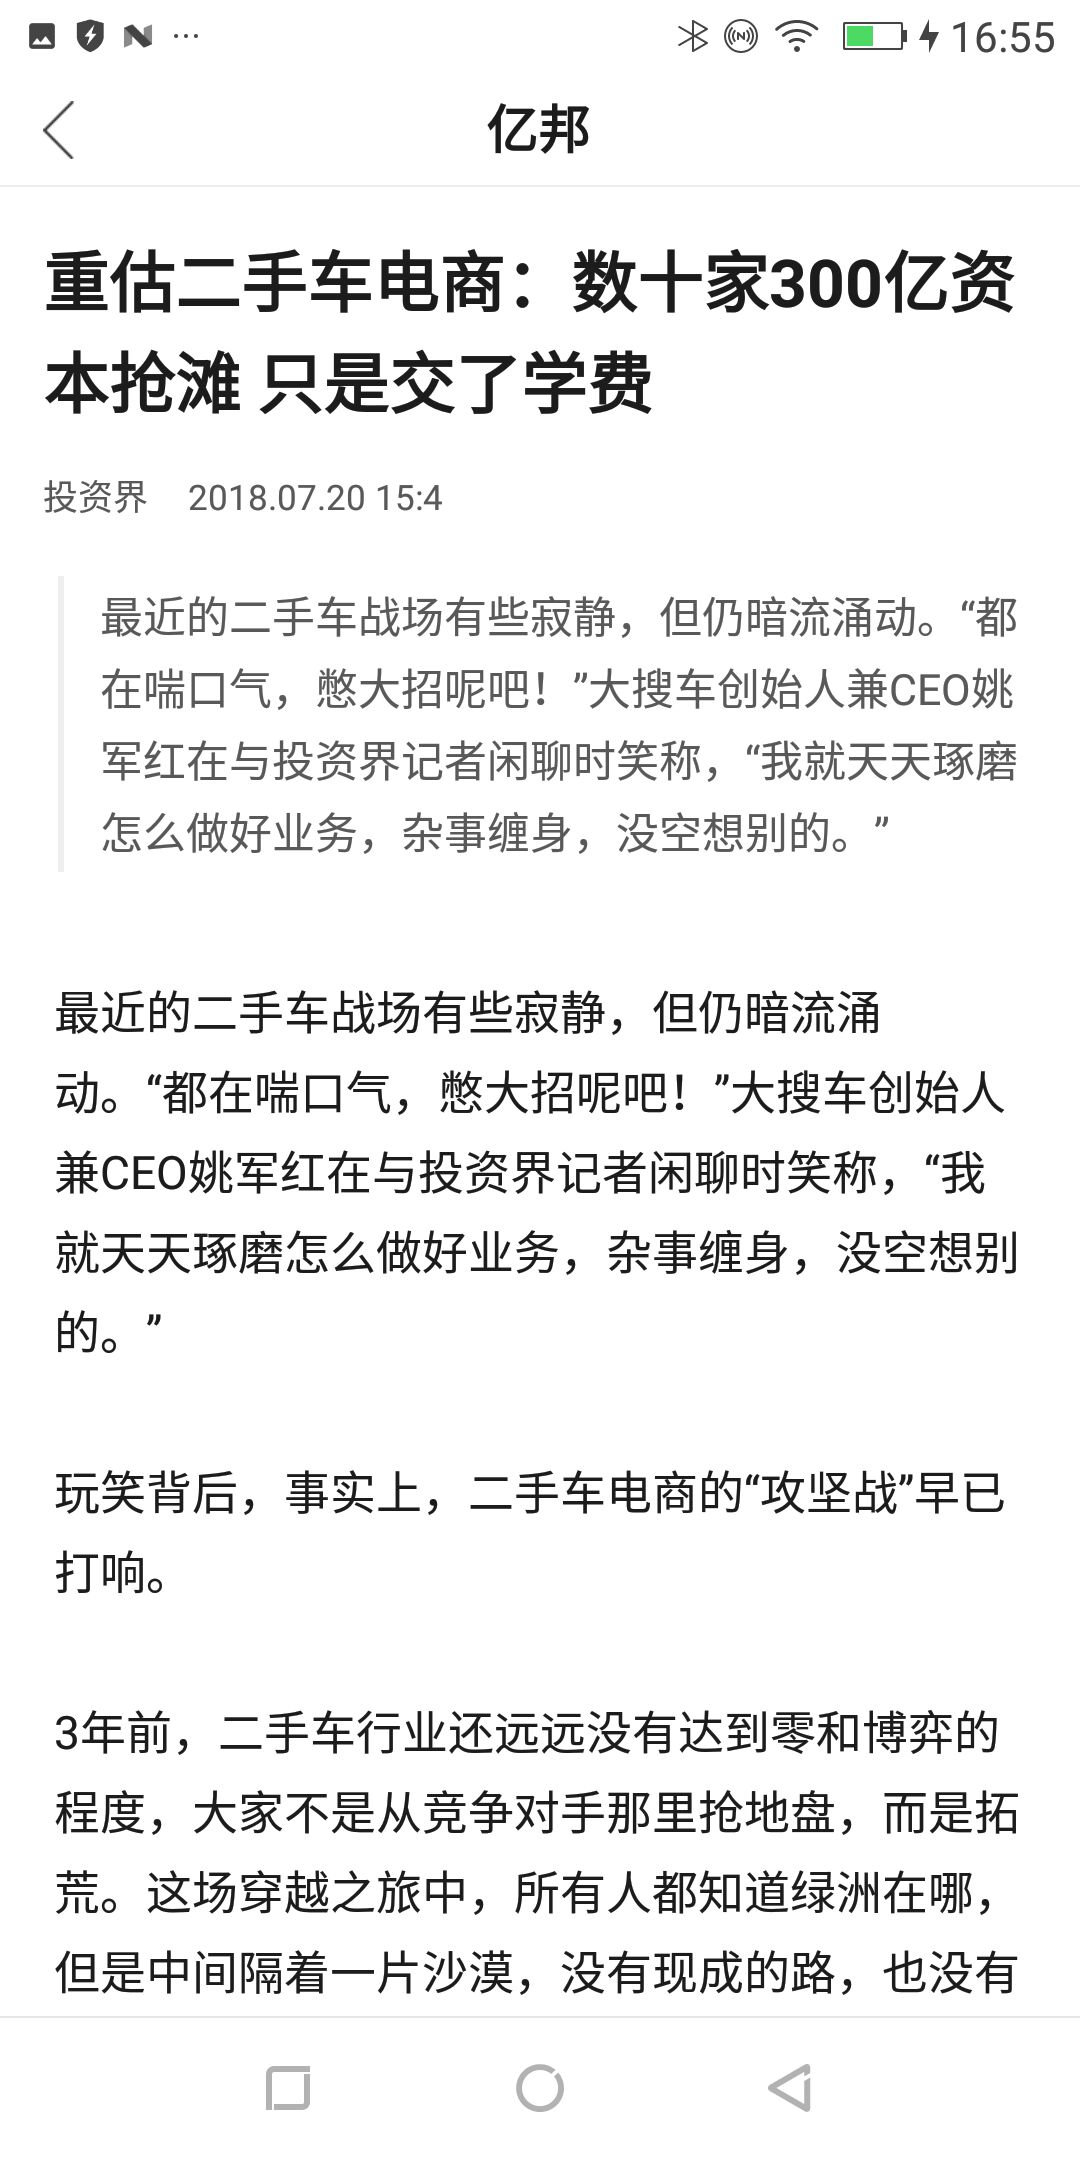 16:55
亿邦
重估二手车电商：数十家300亿资
本抢滩 只是交了学费
投资界 2018.07.20 15:4
最近的二手车战场有些寂静，但仍暗流涌动。“都
在喘口气，憋大招呢吧！”大搜车创始人兼CEO姚
军红在与投资界记者闲聊时笑称，“我就天天琢磨
怎么做好业务，杂事缠身，没空想别的。”
最近的二手车战场有些寂静，但仍暗流涌
动。“都在喘口气，憋大招呢吧！”大搜车创始人
兼CEO姚军红在与投资界记者闲聊时笑称，“我
就天天琢磨怎么做好业务，杂事缠身，没空想别
的。”
玩笑背后，事实上，二手车电商的“攻坚战”早已
打响。
3年前，二手车行业还远远没有达到零和博弈的
程度，大家不是从竞争对手那里抢地盘，而是拓
荒。这场穿越之旅中，所有人都知道绿洲在哪，
但是中间隔着一片沙漠，没有现成的路，也没有